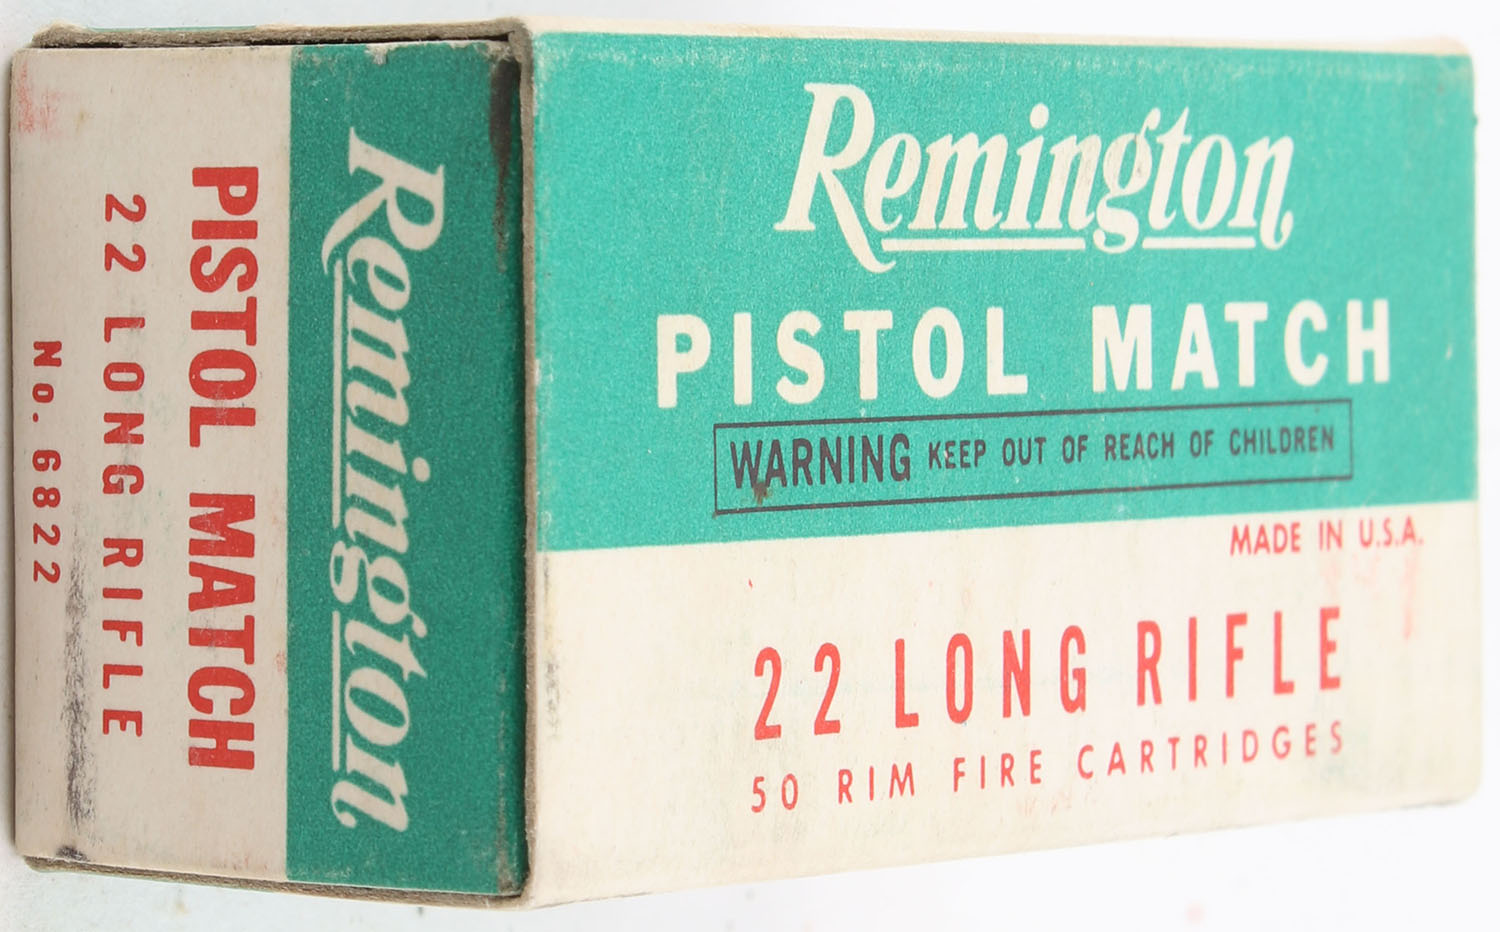 Remington
PISTOL MATCH
22 LONG RIFLE
No. 6822
Remington
PISTOL MATCH
WARNING KEEP OUT OF REACH OF CHILDREN
MADE IN U.S.A.
22 LONG RIFLE
50 RIM FIRE CARTRIDGES